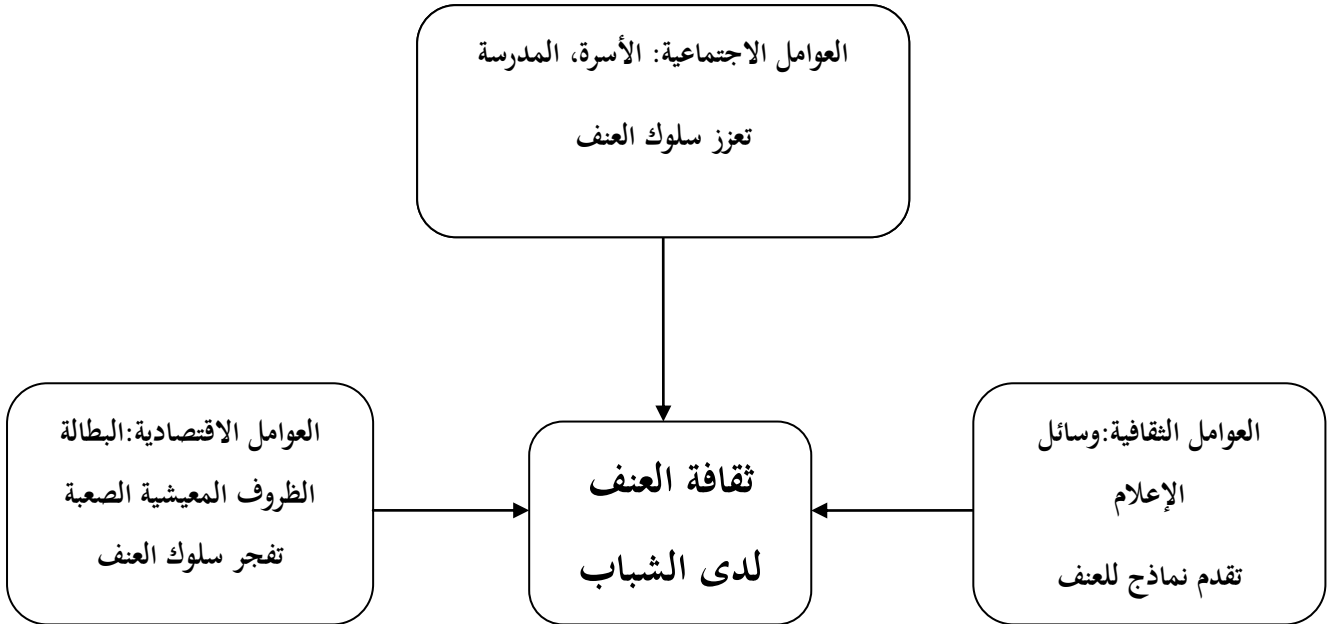 العوامل الاجتماعية: الأسرة، المدرسة
تعزز سلوك العنف
العوامل الثقافية:وسائل
الإعلام
تقدم نماذج للعنف
ثقافة العنف
لدى الشباب
العوامل الاقتصادية:البطالة
الظروف المعيشية الصعبة
تفجر سلوك العنف